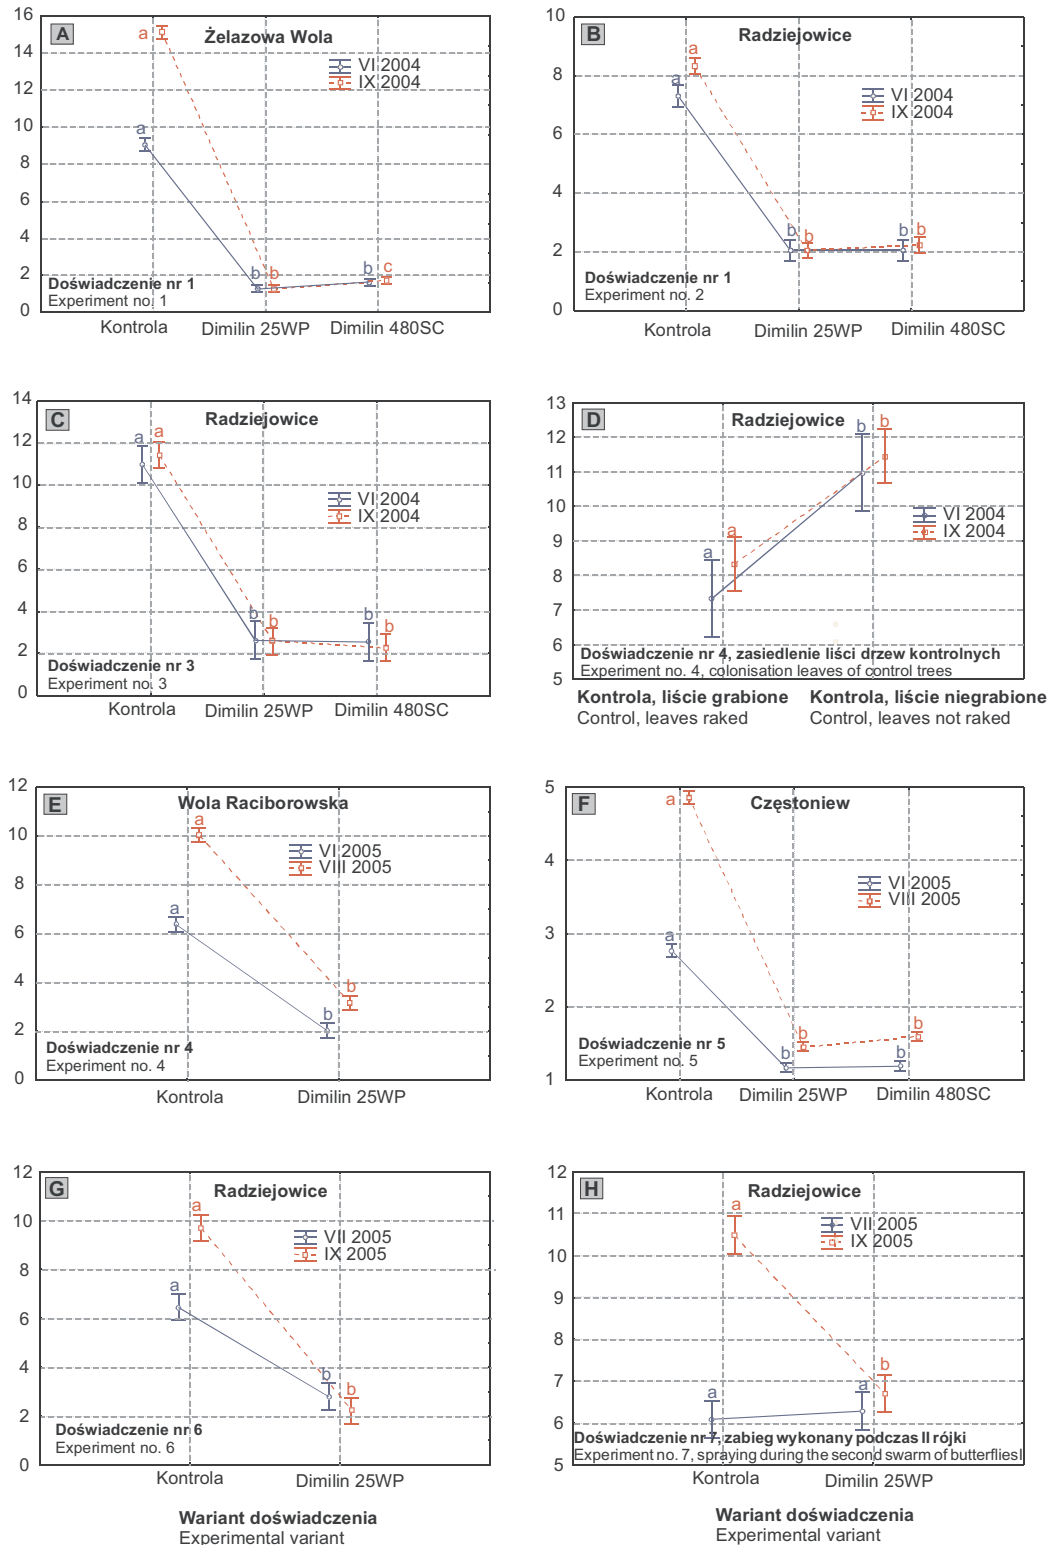 16
14
12
10
8
6
4
2
0
A
Żelazowa Wola
VI 2004
IX 2004
a
a
b
b
b
c
Doświadczenie nr 1
Experiment no. 1
Kontrola
Dimilin 25WP
Dimilin 480SC
10
8
6
4
2
0
B
Radziejowice
VI 2004
IX 2004
a
a
b
b
b
b
Doświadczenie nr 1
Experiment no. 2
Kontrola
Dimilin 25WP
Dimilin 480SC
14
12
10
8
6
4
2
0
C
Radziejowice
VI 2004
IX 2004
a
a
b
b
b
b
Doświadczenie nr 3
Experiment no. 3
Kontrola
Dimilin 25WP
Dimilin 480SC
13
12
11
10
9
8
7
6
5
D
Radziejowice
VI 2004
IX 2004
a
a
b
b
Doświadczenie nr 4, zasiedlenie liści drzew kontrolnych
Experiment no. 4, colonisation leaves of control trees
Kontrola, liście grabione
Control, leaves raked
Kontrola, liście niegrabione
Control, leaves not raked
12
10
8
6
4
2
0
E
Wola Raciborowska
VI 2005
VIII 2005
a
a
b
b
Doświadczenie nr 4
Experiment no. 4
Kontrola
Dimilin 25WP
5
4
3
2
1
F
Częstoniew
VI 2005
VIII 2005
a
a
b
b
b
b
Doświadczenie nr 5
Experiment no. 5
Kontrola
Dimilin 25WP
Dimilin 480SC
12
10
8
6
4
2
0
G
Radziejowice
VII 2005
IX 2005
a
a
b
b
Doświadczenie nr 6
Experiment no. 6
Kontrola
Dimilin 25WP
Wariant doświadczenia
Experimental variant
12
11
10
9
8
7
6
5
H
Radziejowice
VII 2005
IX 2005
a
a
a
b
Doświadczenie nr 7, zabieg wykonany podczas II rójki
Experiment no. 7, spraying during the second swarm of butterflies I
Kontrola
Dimilin 25WP
Wariant doświadczenia
Experimental variant